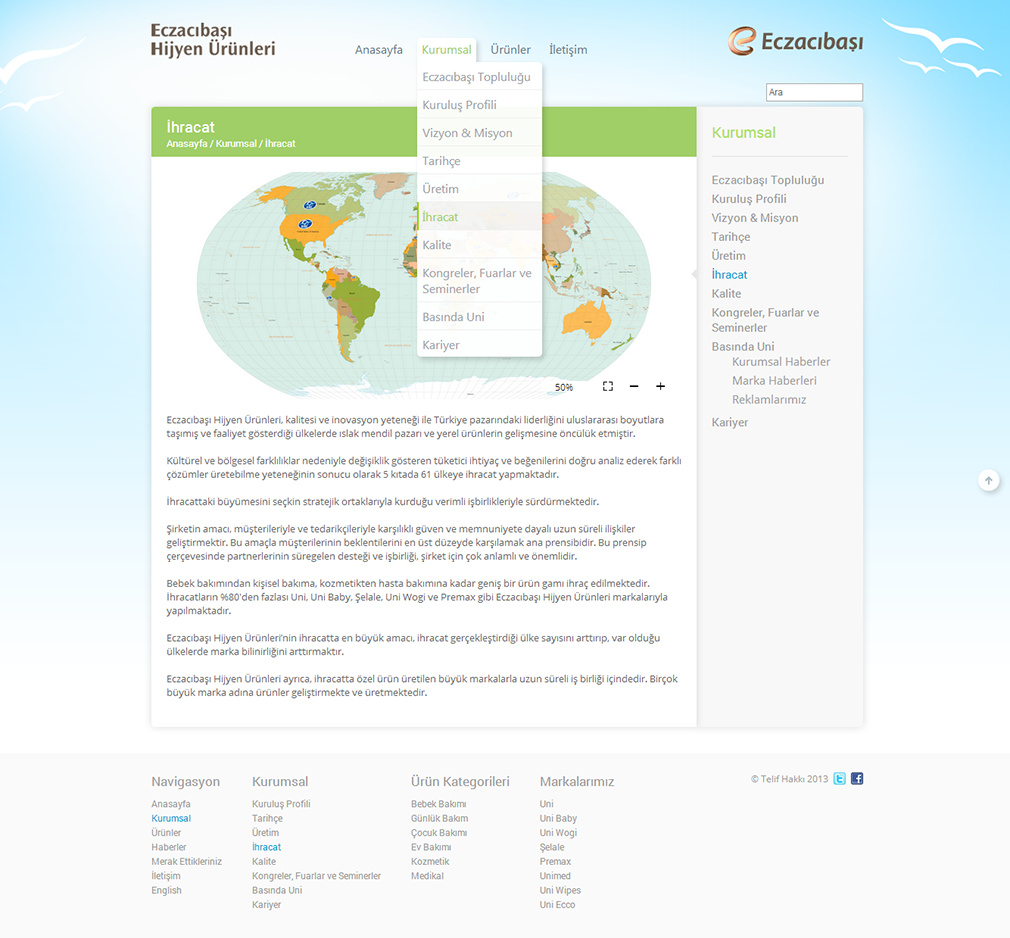 Eczacıbaşı
Hijyen Ürünleri
Anasayfa
Kurumsal
Ürünler
İletişim
Eczacıbaşı
Ara
Eczacıbaşı Topluluğu
Kuruluş Profili
Vizyon & Misyon
Tarihçe
Üretim
İhracat
Kalite
Kongreler, Fuarlar ve
Seminerler
Basında Uni
Kariyer
İhracat
Anasayfa / Kurumsal / İhracat
50%
Eczacıbaşı Hijyen Ürünleri, kalitesi ve inovasyon yeteneği ile Türkiye pazarındaki liderliğini uluslararası boyutlara
taşımış ve faaliyet gösterdiği ülkelerde ıslak mendil pazarı ve yerel ürünlerin gelişmesine öncülük etmiştir.
Kültürel ve bölgesel farklılıklar nedeniyle değişiklik gösteren tüketici ihtiyaç ve beğenilerini doğru analiz ederek farklı
çözümler üretebilme yeteneğinin sonucu olarak 5 kıtada 61 ülkeye ihracat yapmaktadır.
İhracattaki büyümesini seçkin stratejik ortaklarıyla kurduğu verimli işbirlikleriyle sürdürmektedir.
Şirketin amacı, müşterileriyle ve tedarikçileriyle karşılıklı güven ve memnuniyete dayalı uzun süreli ilişkiler
geliştirmektir. Bu amaçla müşterilerinin beklentilerini en üst düzeyde karşılamak ana prensibidir. Bu prensip
çerçevesinde partnerlerinin süregelen desteği ve işbirliği, şirket için çok anlamlı ve önemlidir.
Bebek bakımından kişisel bakıma, kozmetikten hasta bakımına kadar geniş bir ürün gamı ihraç edilmektedir.
İhracatların %80'den fazlası Uni, Uni Baby, Şelale, Uni Wogi ve Premax gibi Eczacıbaşı Hijyen Ürünleri markalarıyla
yapılmaktadır.
Eczacıbaşı Hijyen Ürünleri'nin ihracatta en büyük amacı, ihracat gerçekleştirdiği ülke sayısını arttırıp, var olduğu
ülkelerde marka bilinirliğini arttırmaktır.
Eczacıbaşı Hijyen Ürünleri ayrıca, ihracatta özel ürün üretilen büyük markalarla uzun süreli iş birliği içindedir. Birçok
büyük marka adına ürünler geliştirmekte ve üretmektedir.
Kurumsal
Eczacıbaşı Topluluğu
Kuruluş Profili
Vizyon & Misyon
Tarihçe
Üretim
İhracat
Kalite
Kongreler, Fuarlar ve
Seminerler
Basında Uni
Kurumsal Haberler
Marka Haberleri
Reklamlarımız
Kariyer
Navigasyon
Anasayfa
Kurumsal
Ürünler
Haberler
Merak Ettikleriniz
İletişim
English
Kurumsal
Kuruluş Profili
Tarihçe
Üretim
İhracat
Kalite
Kongreler, Fuarlar ve Seminerler
Basında Uni
Kariyer
Ürün Kategorileri
Bebek Bakımı
Günlük Bakım
Çocuk Bakımı
Ev Bakımı
Kozmetik
Medikal
Markalarımız
Uni
Uni Baby
Uni Wogi
Şelale
Premax
Unimed
Uni Wipes
Uni Ecco
© Telif Hakkı 2013